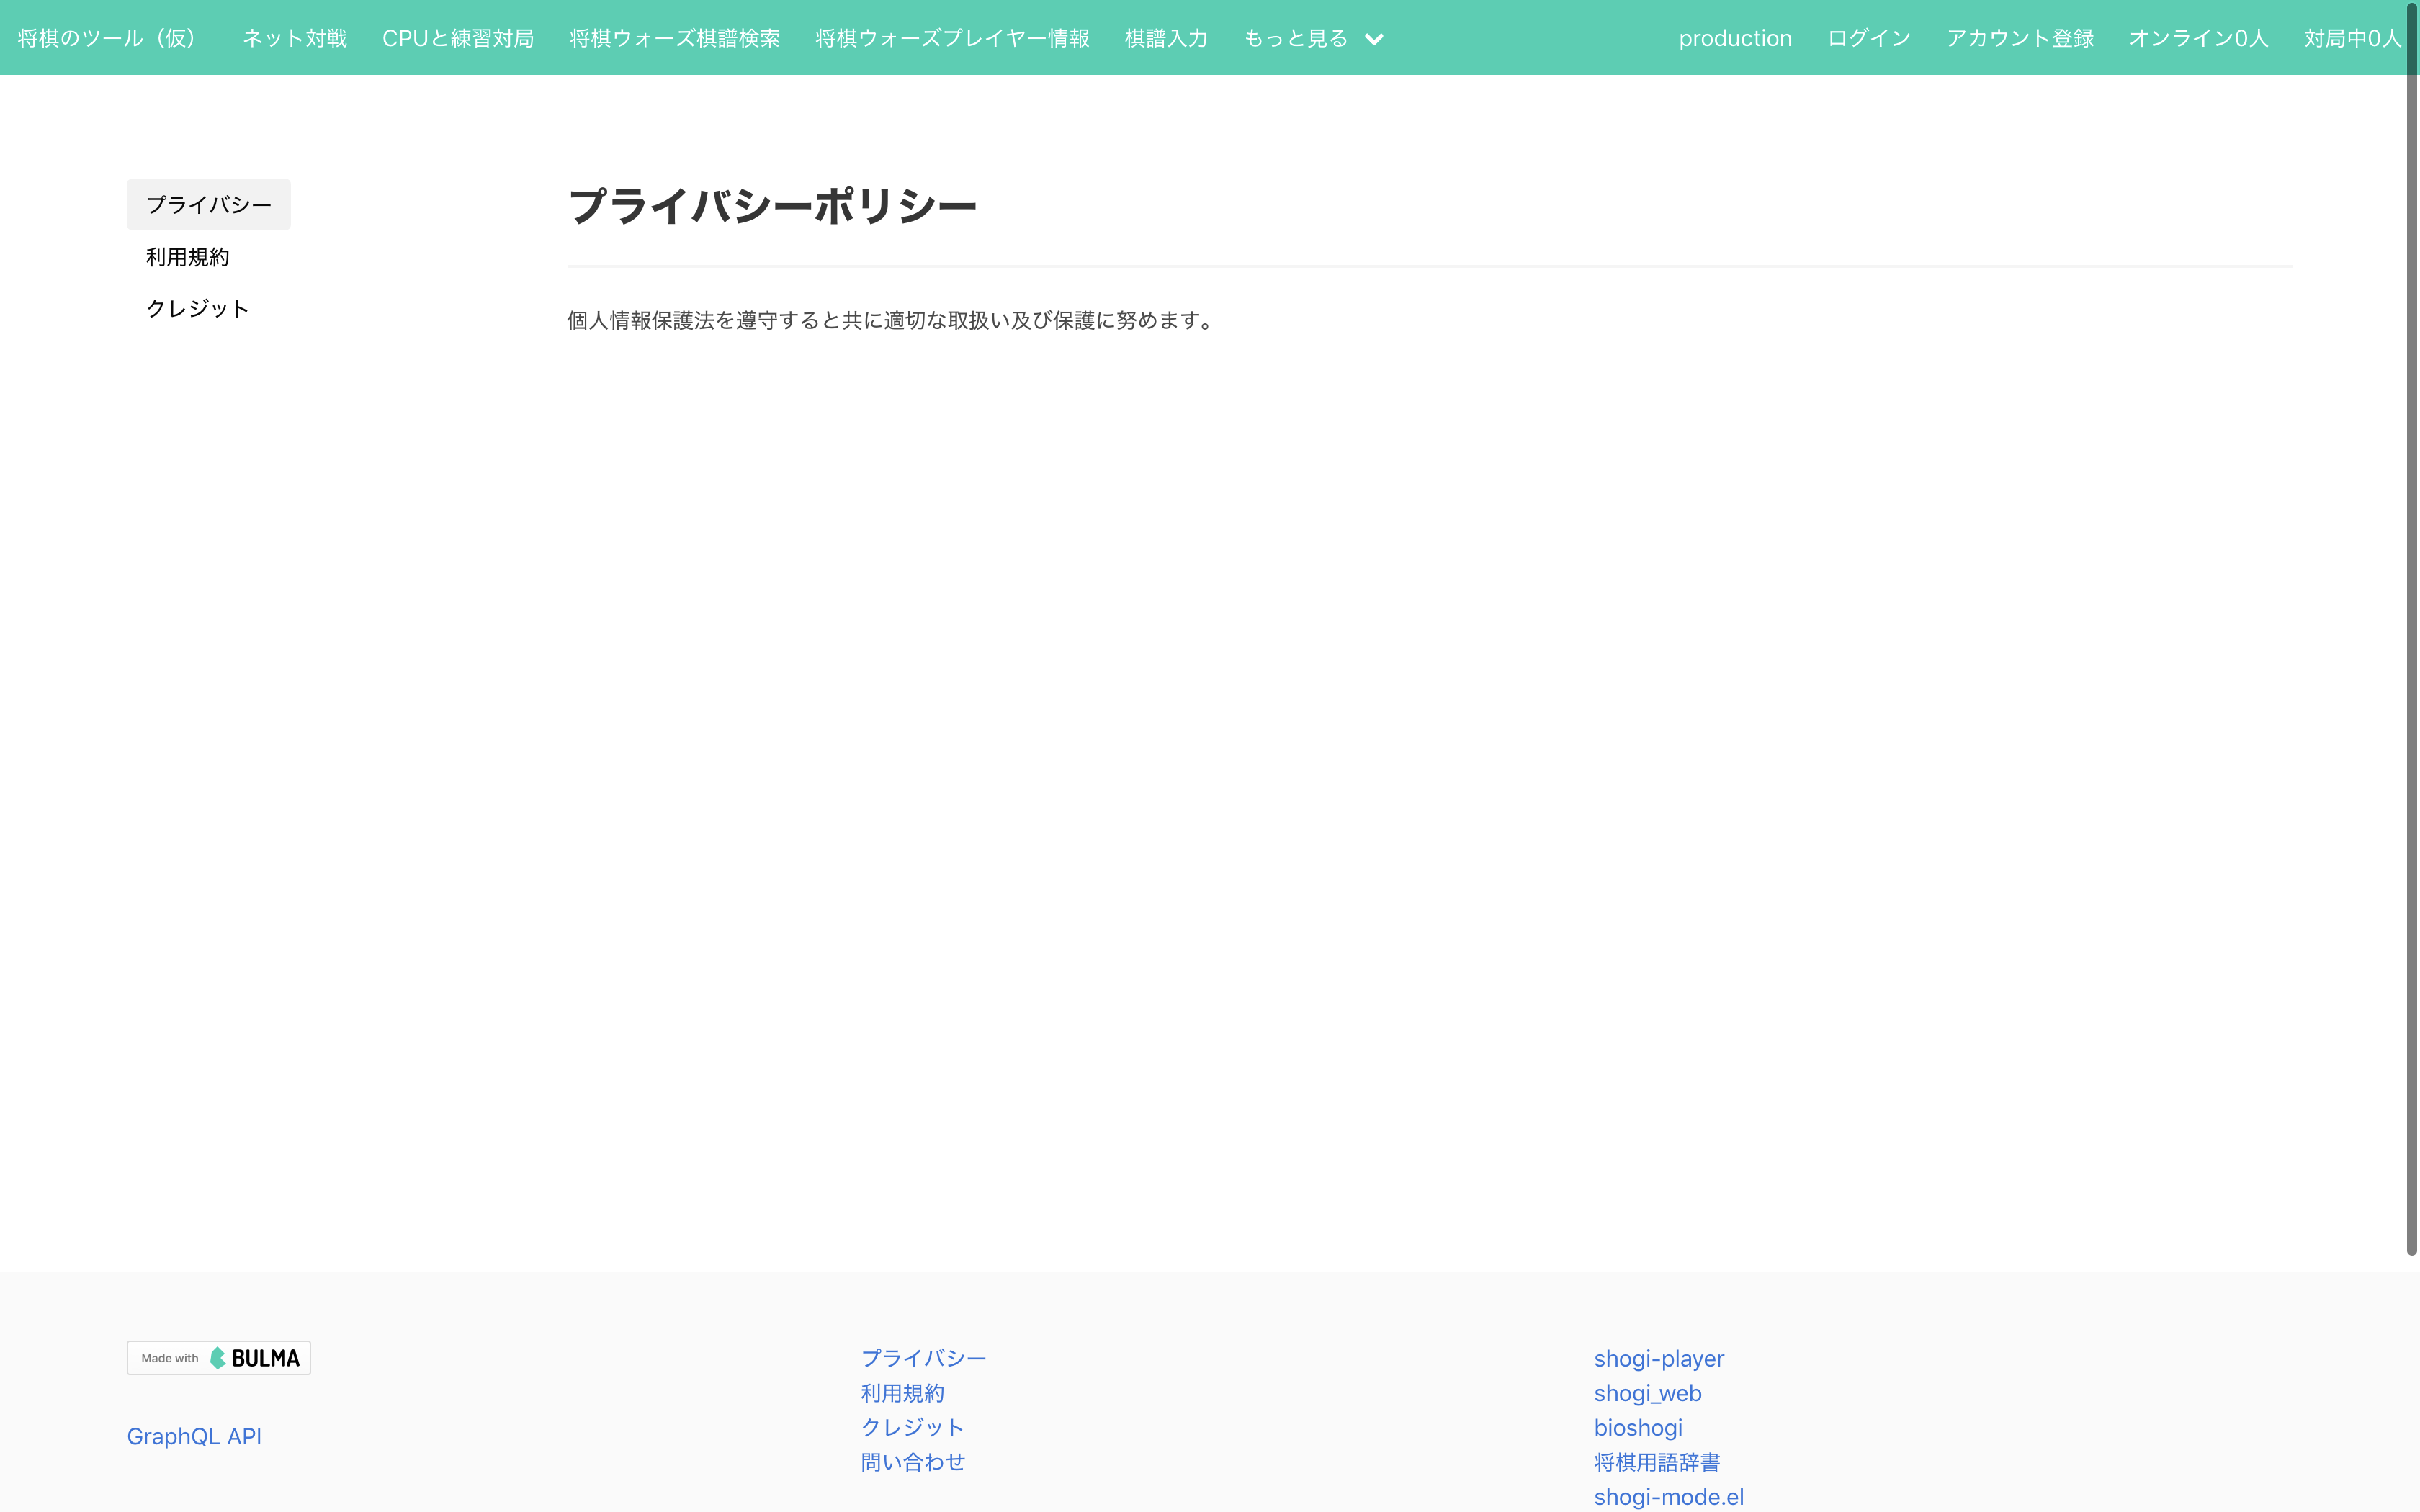 将棋のツール（仮） ネット対戦 CPUと練習対局 将棋ウォーズ棋譜検索 将棋ウォーズプレイヤー情報 棋譜入力 もっと見る production ログイン アカウント登録 オンライン0人 対局中0人
プライバシー
利用規約
クレジット
プライバシーポリシー
個人情報保護法を遵守すると共に適切な取扱い及び保護に努めます。
Made with BULMA
GraphQL API
プライバシー
利用規約
クレジット
問い合わせ
shogi-player
shogi_web
bioshogi
将棋用語辞書
shogi-mode.el